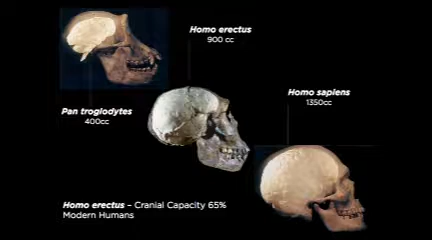 Homo erectus
900 cc
Homo sapiens
1350cc
Pan troglodytes
400cc
Homo erectus – Cranial Capacity 65%
Modern Humans